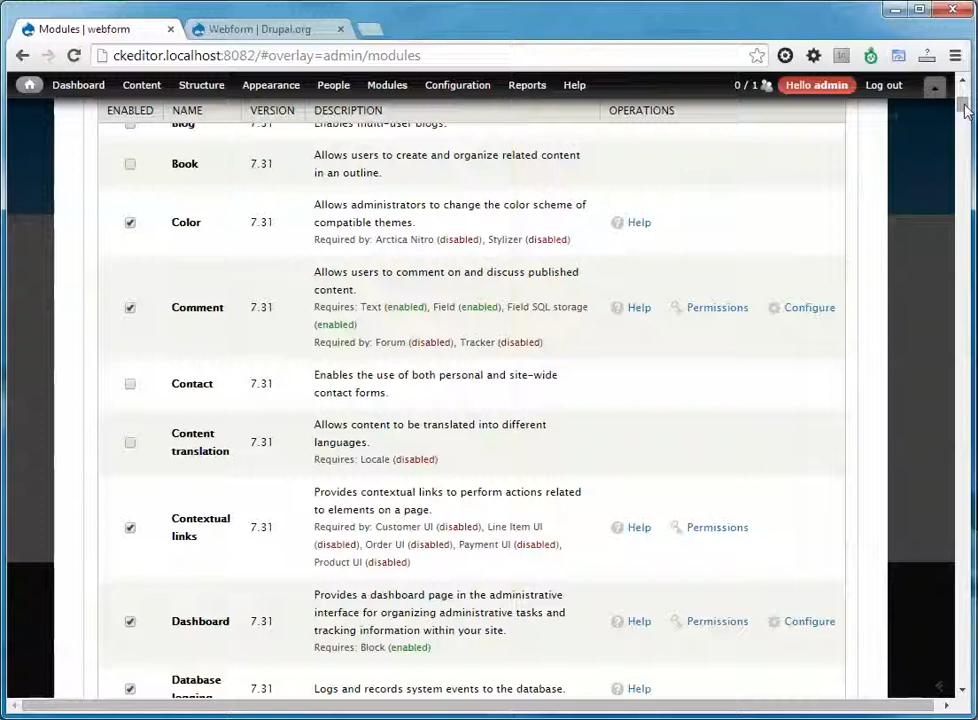 Modules | webform
Webform | Drupal.org
ckeditor.localhost:8082/#overlay=admin/modules
Dashboard Content Structure Appearance People Modules Configuration Reports Help 0 / 1 Hello admin Log out
ENABLED NAME VERSION DESCRIPTION OPERATIONS
Blog 7.31 Enables multi-user blogs.
Book 7.31 Allows users to create and organize related content
in an outline.
Color 7.31 Allows administrators to change the color scheme of
compatible themes.
Required by: Arctica Nitro (disabled), Stylizer (disabled)
Help
Comment 7.31 Allows users to comment on and discuss published
content.
Requires: Text (enabled), Field (enabled), Field SQL storage
(enabled)
Required by: Forum (disabled), Tracker (disabled)
Help Permissions Configure
Contact 7.31 Enables the use of both personal and site-wide
contact forms.
Content
translation
7.31 Allows content to be translated into different
languages.
Requires: Locale (disabled)
Contextual
links
7.31 Provides contextual links to perform actions related
to elements on a page.
Required by: Customer UI (disabled), Line Item UI
(disabled), Order UI (disabled), Payment UI (disabled),
Product UI (disabled)
Help Permissions
Dashboard 7.31 Provides a dashboard page in the administrative
interface for organizing administrative tasks and
tracking information within your site.
Requires: Block (enabled)
Help Permissions Configure
Database
logging
7.31 Logs and records system events to the database.
Help